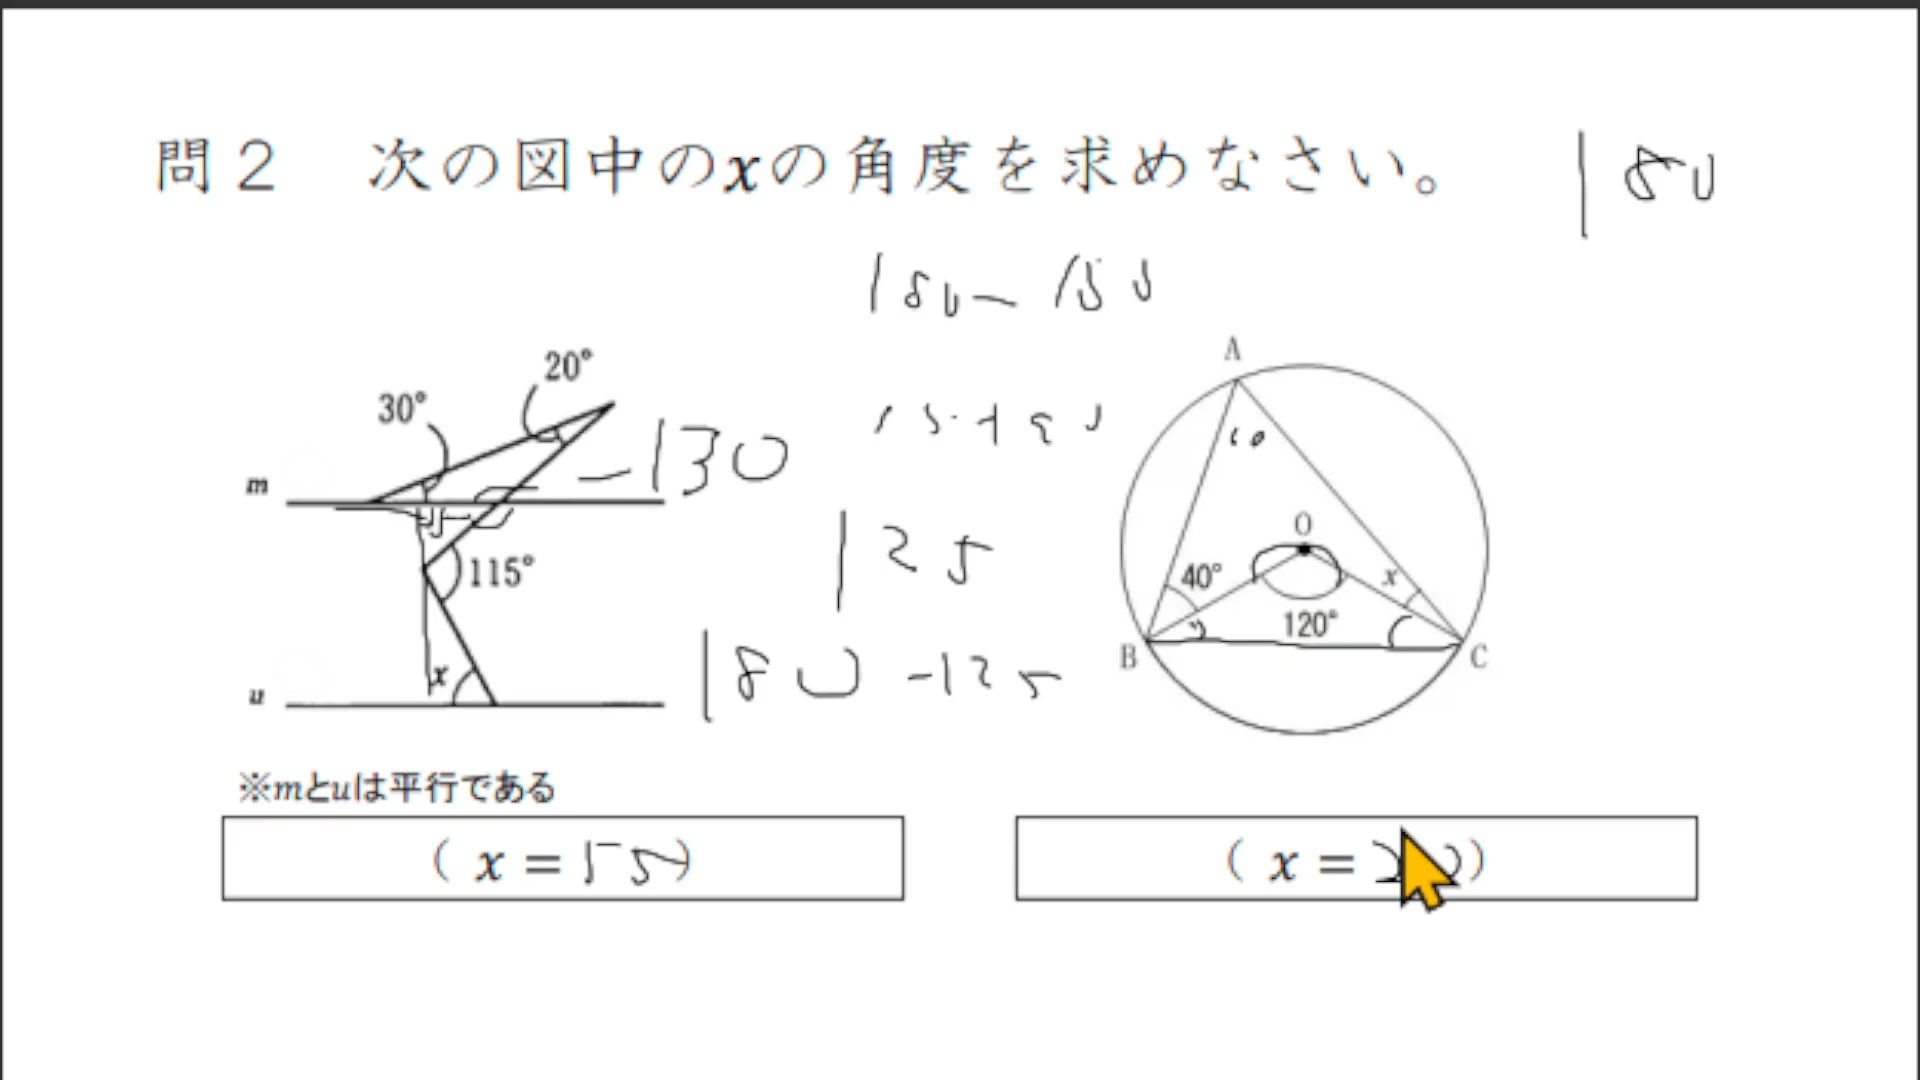 問2 次の図中のxの角度を求めなさい。 180
180-150
20°
30°
A
-130
60
m
O
115°
125
40°
x
120°
B
C
x
180-125
u
※mとuは平行である
( x = 55)
( x = )